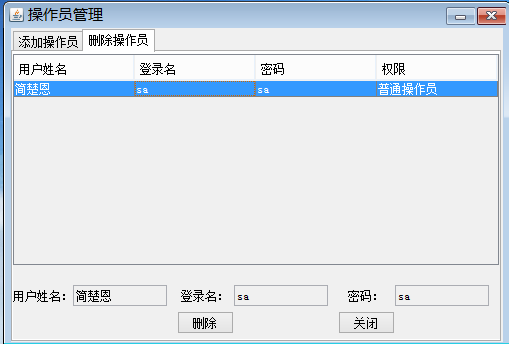 操作员管理
添加操作员 删除操作员
用户姓名 登录名 密码 权限
简楚恩 sa sa 普通操作员
用户姓名: 简楚恩 登录名: sa 密码: sa
删除 关闭